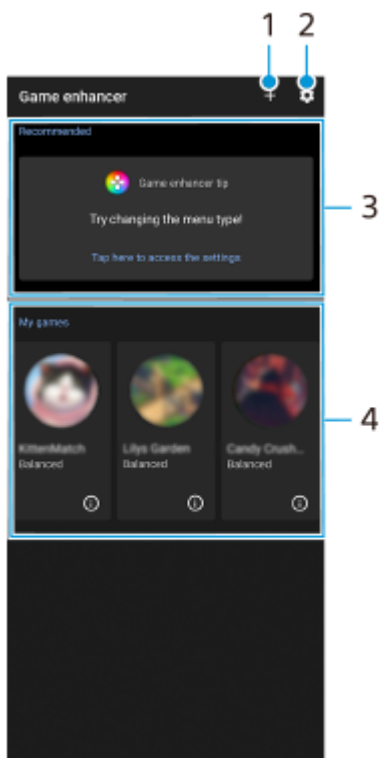 1 2
Game enhancer
+
Recommended
Game enhancer tip
Try changing the menu type!
Tap here to access the settings.
3
My games
KittenMatch
Lilys Garden
Candy Crush...
Balanced
Balanced
Balanced
4